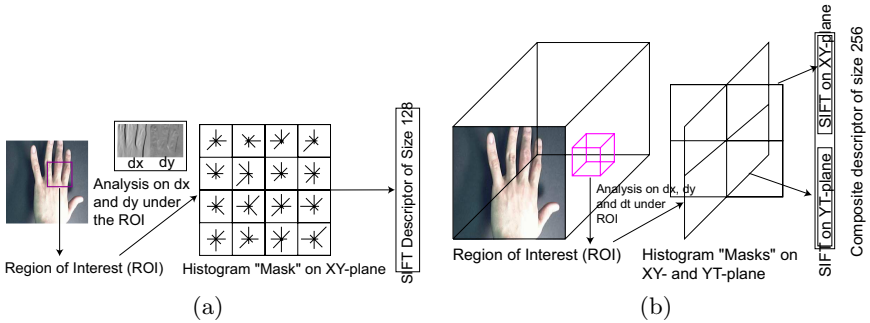 dx dy
Analysis on dx
and dy under
the ROI
Region of Interest (ROI)
Histogram "Mask" on XY-plane
SIFT Descriptor of Size 128
(a)
Analysis on dx, dy
and dt under
ROI
Region of Interest (ROI)
Histogram "Masks" on
XY- and YT-plane
SIFT on XY-plane
SIFT on YT-plane
Composite descriptor of size 256
(b)